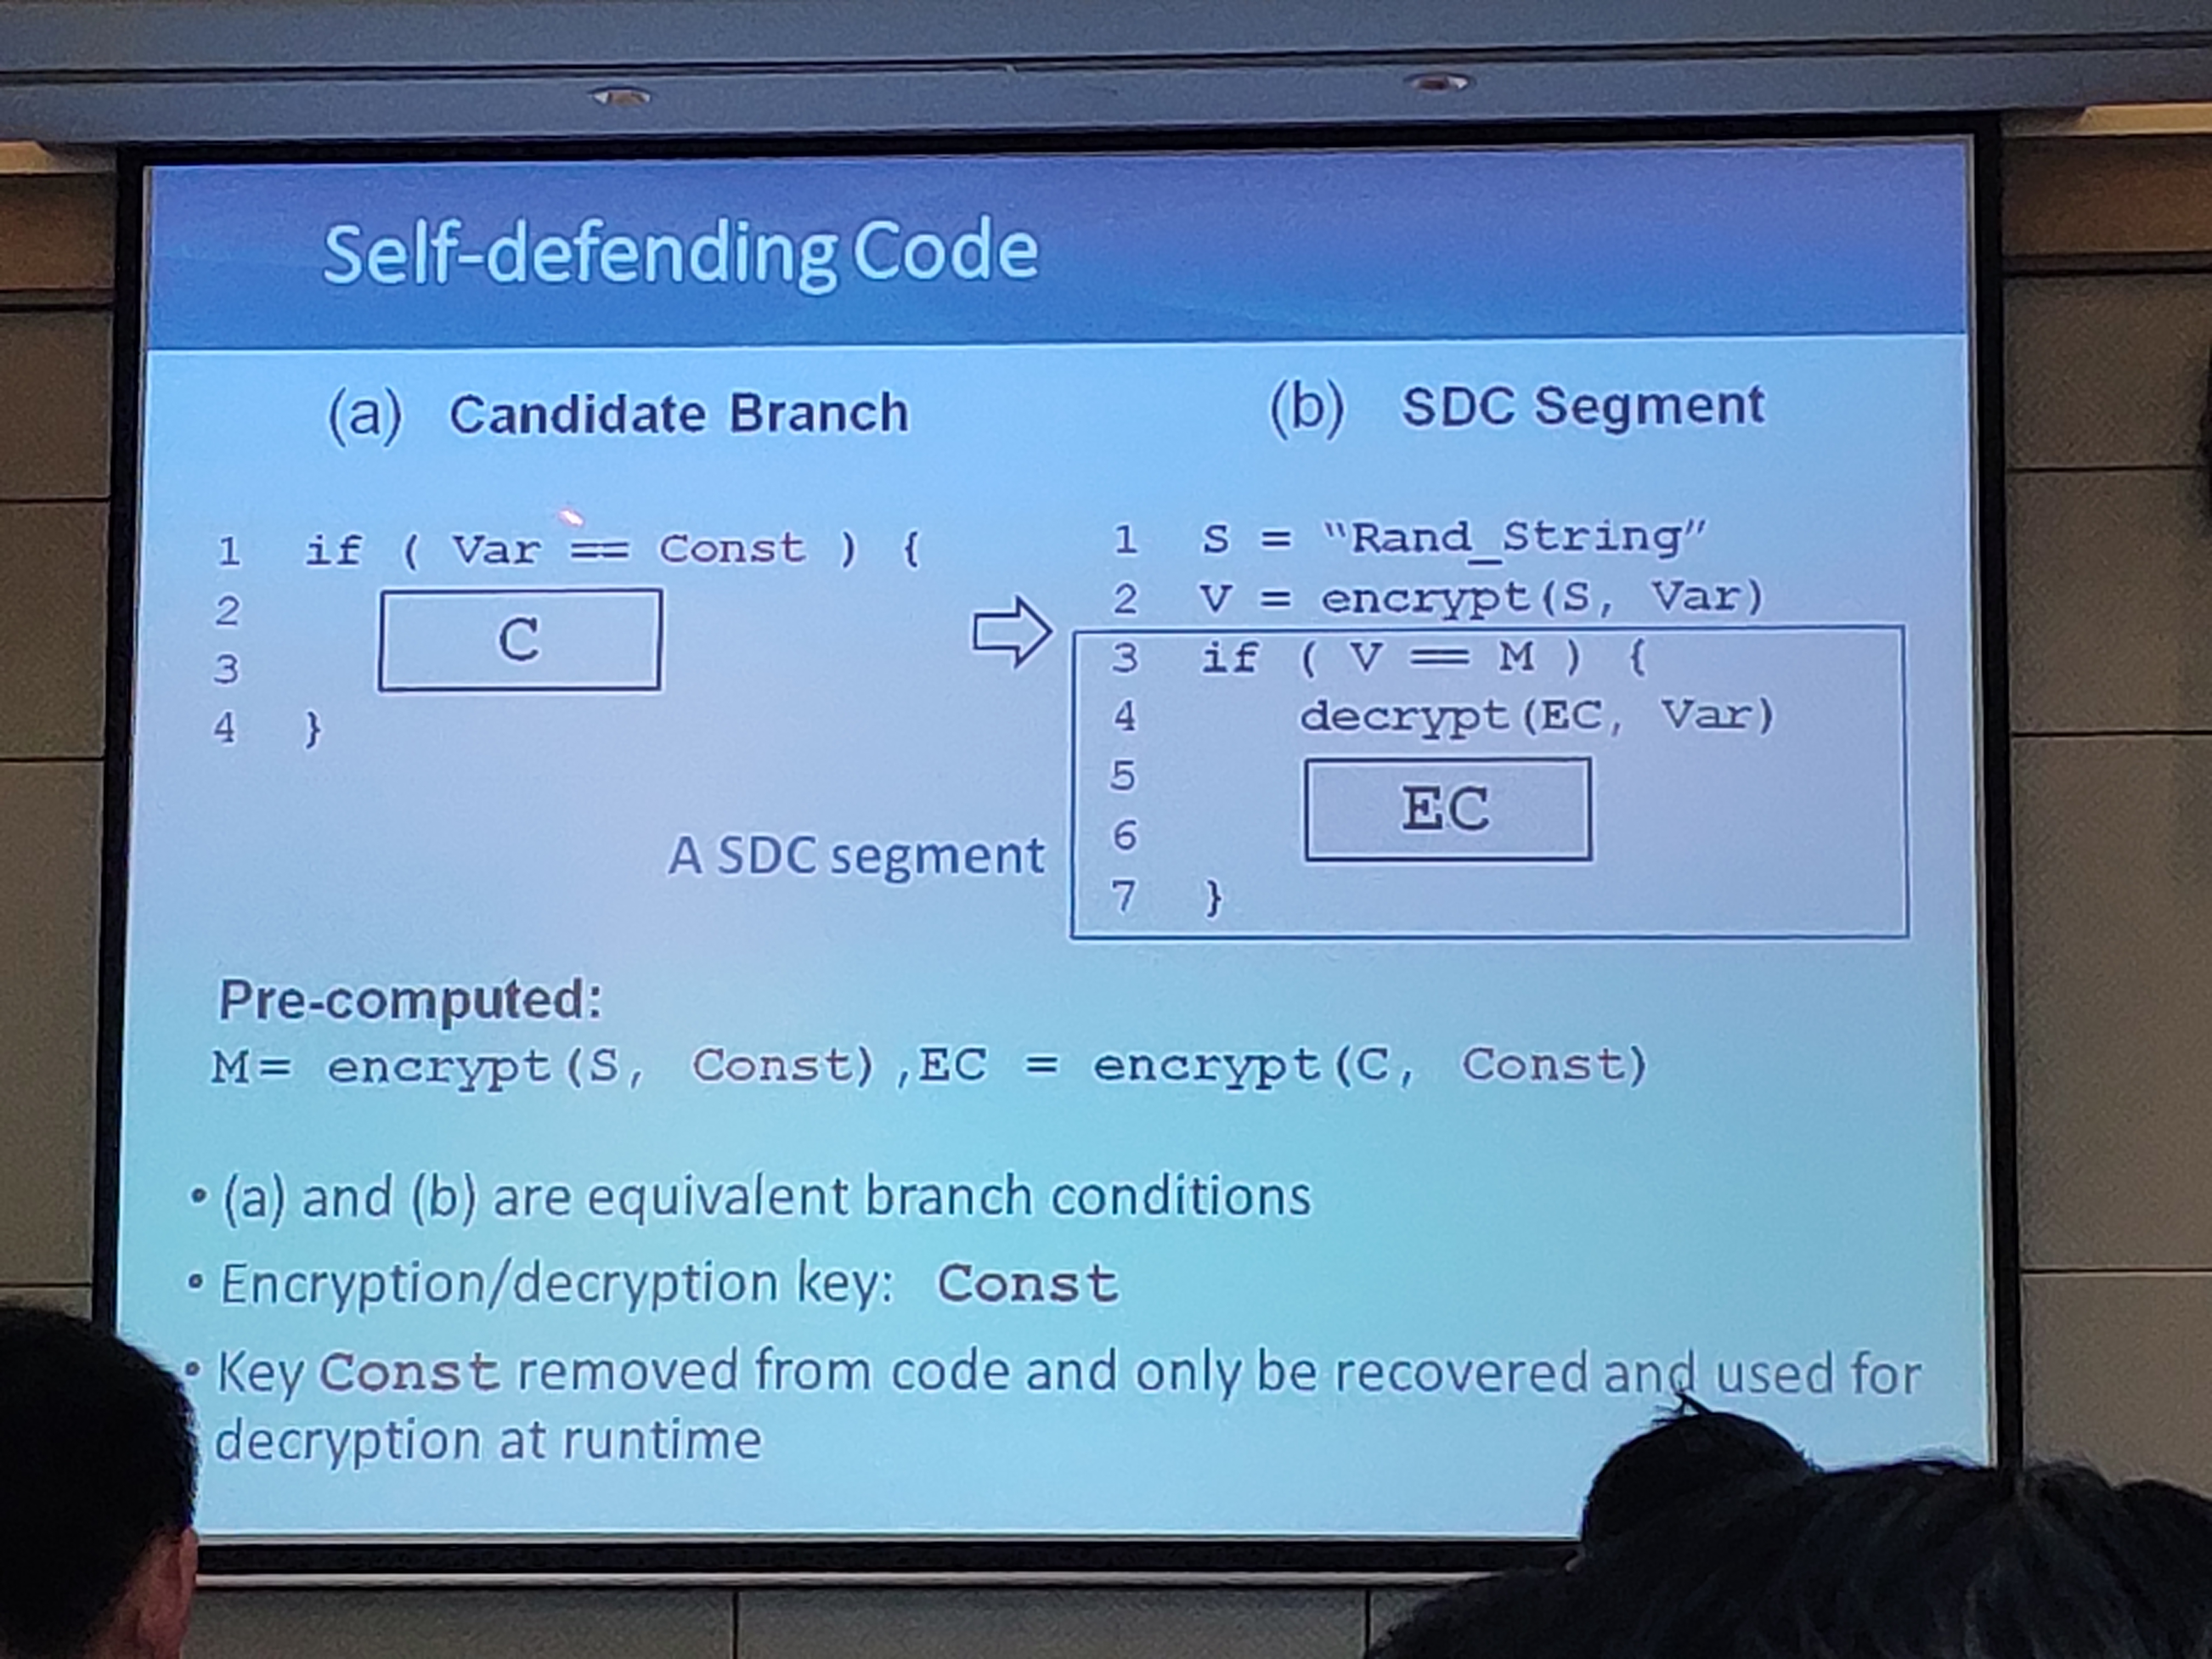 Self-defending Code
(a) Candidate Branch
1 if ( Var == Const ) {
2
C
3
4 }
(b) SDC Segment
1 S = "Rand_String"
2 V = encrypt(S, Var)
3 if ( V == M ) {
4 decrypt(EC, Var)
5
EC
6
7 }
A SDC segment
Pre-computed:
M= encrypt(S, Const) ,EC = encrypt(C, Const)
• (a) and (b) are equivalent branch conditions
• Encryption/decryption key: Const
• Key Const removed from code and only be recovered and used for
decryption at runtime